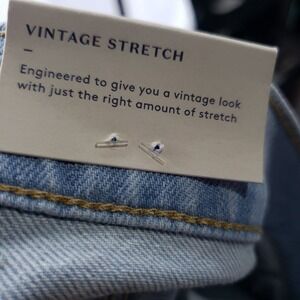 VINTAGE STRETCH
Engineered to give you a vintage look
with just the right amount of stretch